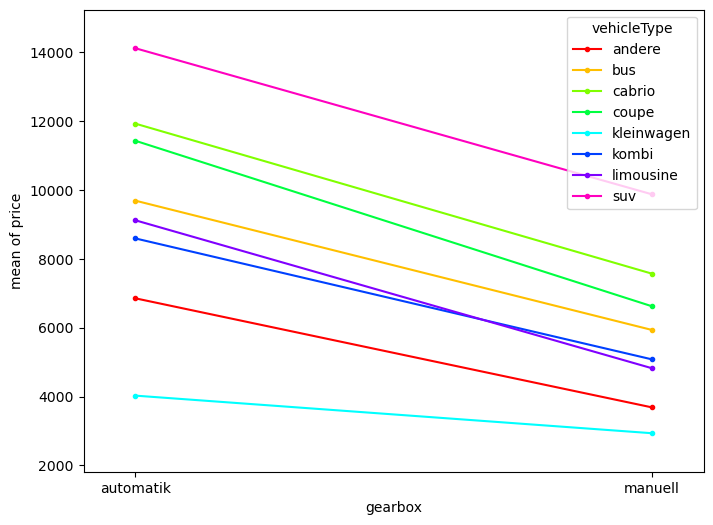 vehicleType
andere
bus
cabrio
coupe
kleinwagen
kombi
limousine
suv
mean of price
14000
12000
10000
8000
6000
4000
2000
automatik
manuell
gearbox